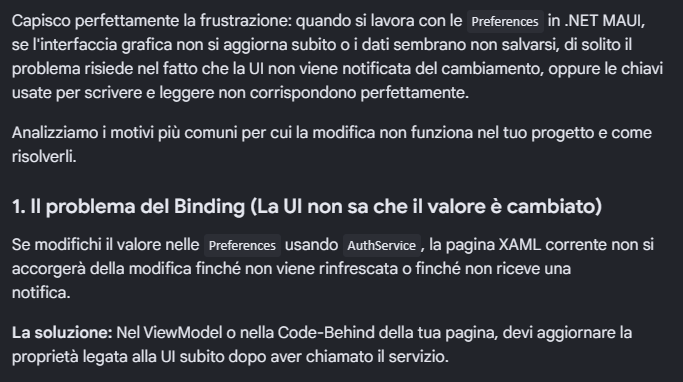 Capisco perfettamente la frustrazione: quando si lavora con le Preferences in .NET MAUI,
se l'interfaccia grafica non si aggiorna subito o i dati sembrano non salvarsi, di solito il
problema risiede nel fatto che la UI non viene notificata del cambiamento, oppure le chiavi
usate per scrivere e leggere non corrispondono perfettamente.
Analizziamo i motivi più comuni per cui la modifica non funziona nel tuo progetto e come
risolverli.
1. Il problema del Binding (La UI non sa che il valore è cambiato)
Se modifichi il valore nelle Preferences usando AuthService, la pagina XAML corrente non si
accorgerà della modifica finché non viene rinfrescata o finché non riceve una
notifica.
La soluzione: Nel ViewModel o nella Code-Behind della tua pagina, devi aggiornare la
proprietà legata alla UI subito dopo aver chiamato il servizio.